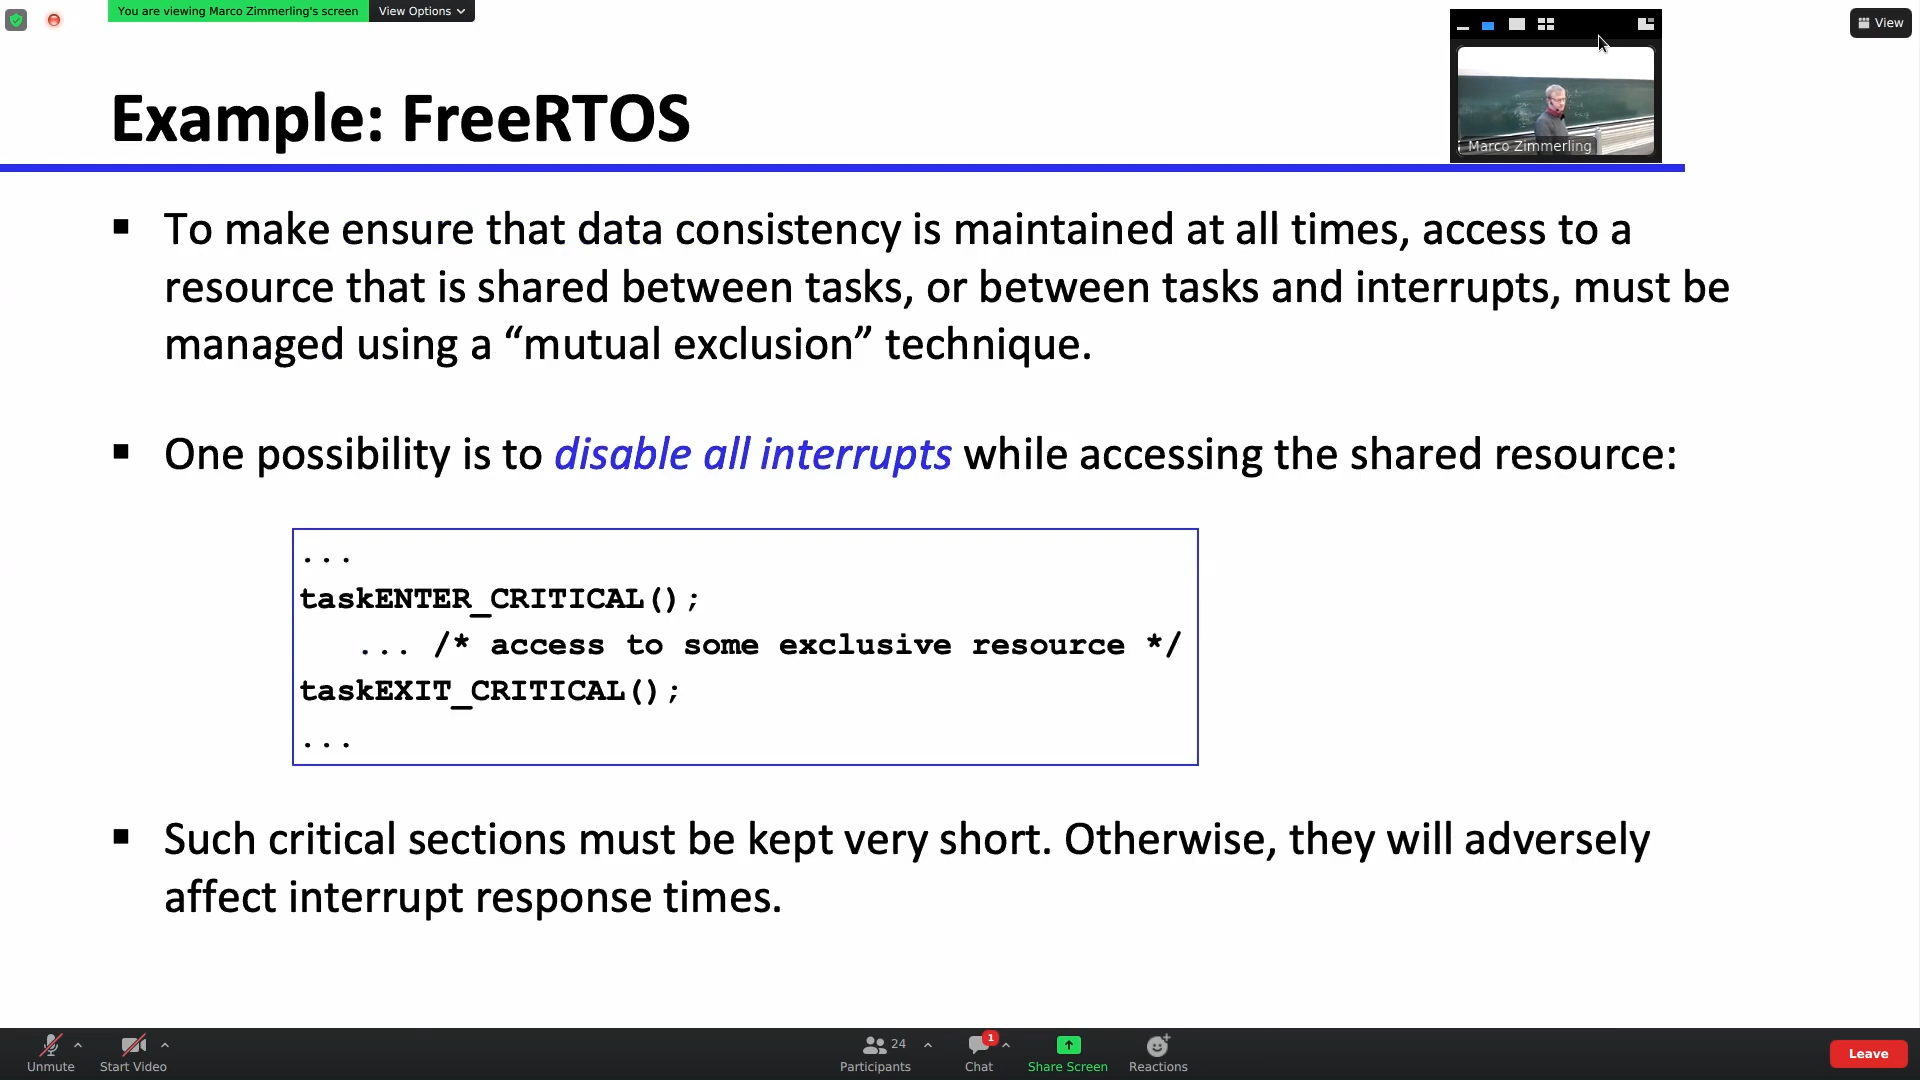 You are viewing Marco Zimmerling's screen
View Options
View
Marco Zimmerling
Example: FreeRTOS
▪ To make ensure that data consistency is maintained at all times, access to a
resource that is shared between tasks, or between tasks and interrupts, must be
managed using a “mutual exclusion” technique.
▪ One possibility is to disable all interrupts while accessing the shared resource:
...
taskENTER_CRITICAL();
... /* access to some exclusive resource */
taskEXIT_CRITICAL();
...
▪ Such critical sections must be kept very short. Otherwise, they will adversely
affect interrupt response times.
Unmute
Start Video
24
Participants
1
Chat
Share Screen
Reactions
Leave